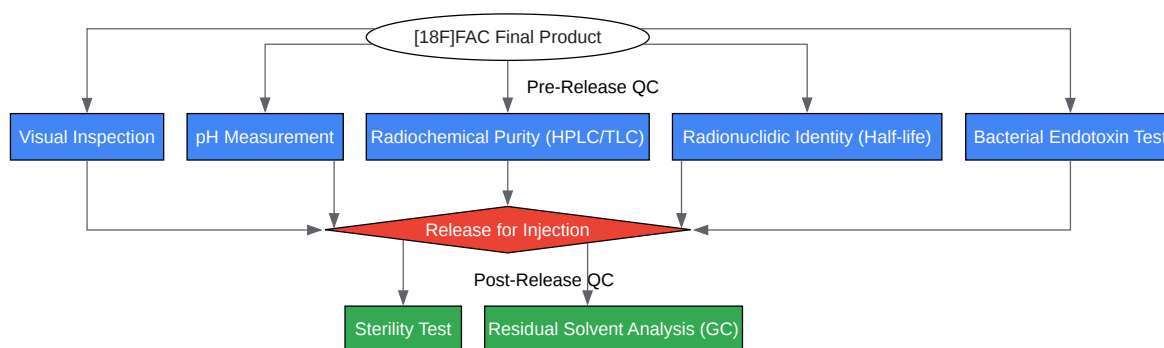 [18F]FAC Final Product
Pre-Release QC
Visual Inspection
pH Measurement
Radiochemical Purity (HPLC/TLC)
Radionuclidic Identity (Half-life)
Bacterial Endotoxin Test
Release for Injection
Post-Release QC
Sterility Test
Residual Solvent Analysis (GC)